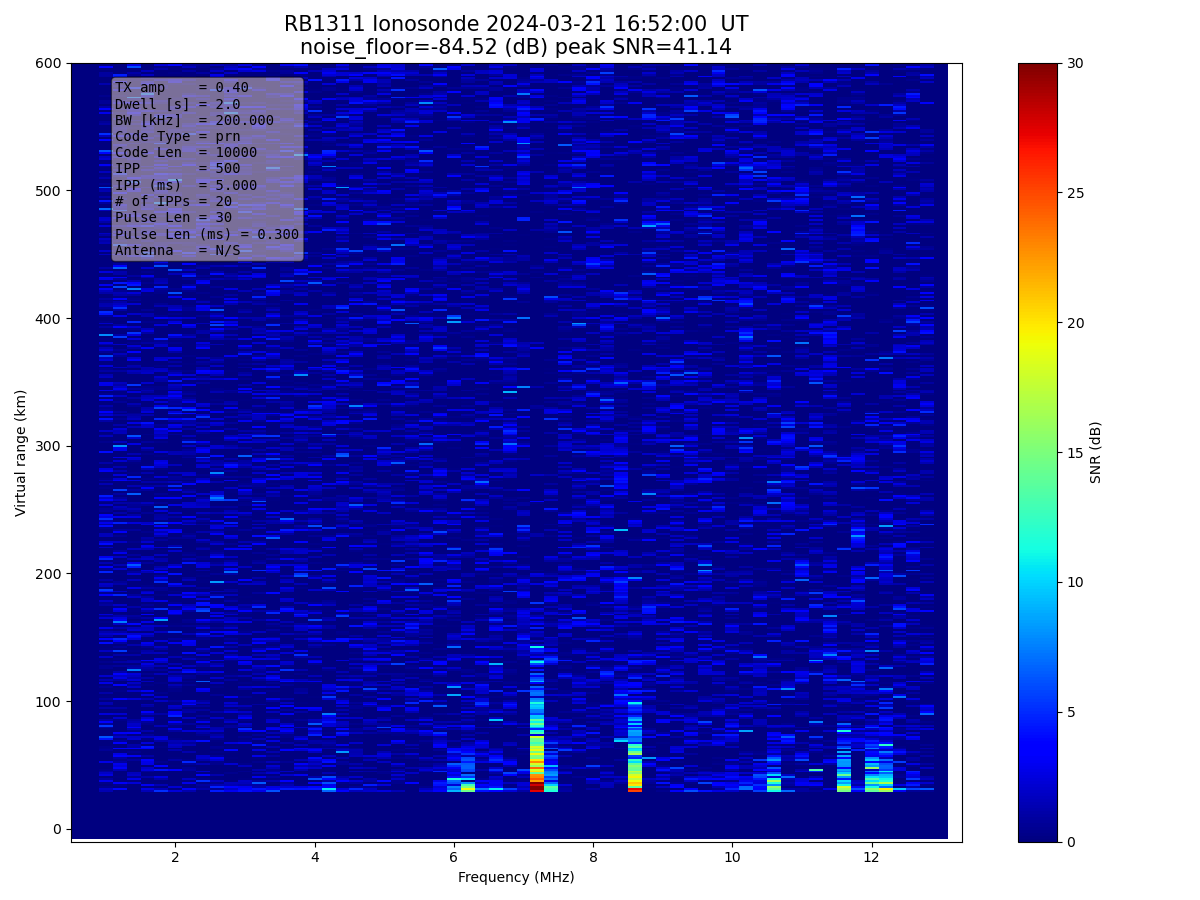 RB1311 Ionosonde 2024-03-21 16:52:00  UT
noise_floor=-84.52 (dB) peak SNR=41.14
TX amp    = 0.40
Dwell [s] = 2.0
BW [kHz]  = 200.000
Code Type = prn
Code Len  = 10000
IPP       = 500
IPP (ms)  = 5.000
# of IPPs = 20
Pulse Len = 30
Pulse Len (ms) = 0.300
Antenna   = N/S
600
500
400
300
200
100
0
Virtual range (km)
2 4 6 8 10 12
Frequency (MHz)
30
25
20
15
10
5
0
SNR (dB)